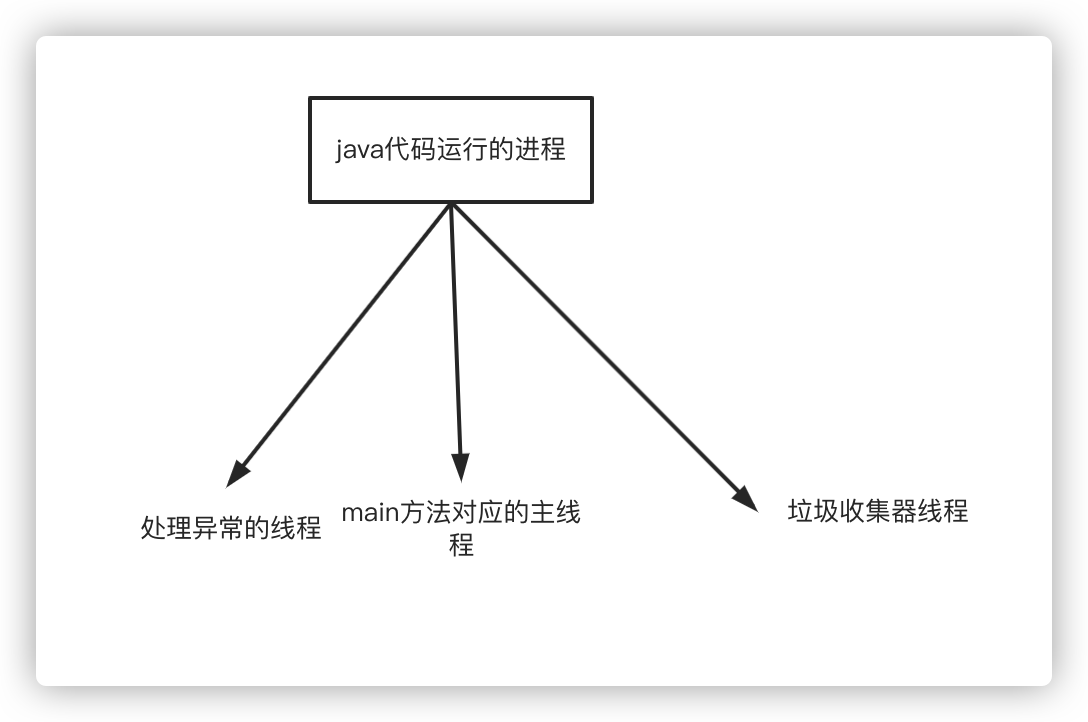 java代码运行的进程
处理异常的线程
main方法对应的主线
程
垃圾收集器线程